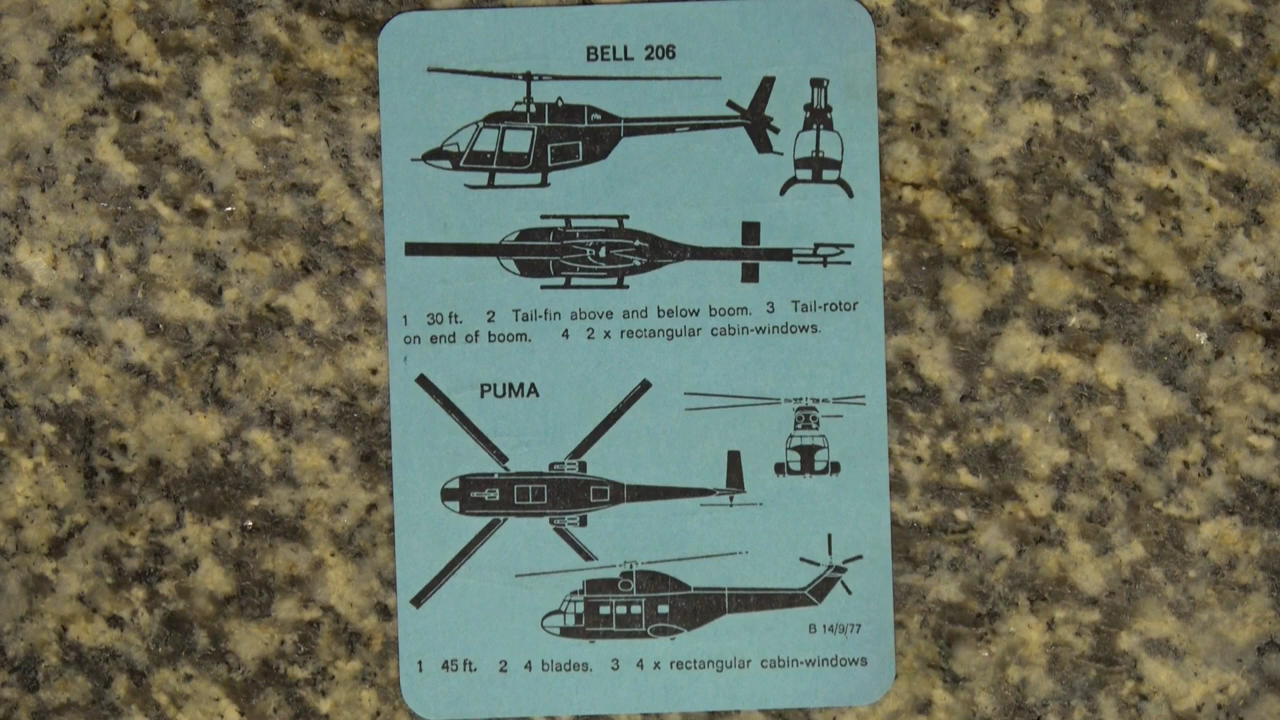 BELL 206
1 30 ft. 2 Tail-fin above and below boom. 3 Tail-rotor
on end of boom. 4 2 x rectangular cabin-windows.
PUMA
B 14/9/77
1 45 ft. 2 4 blades. 3 4 x rectangular cabin-windows